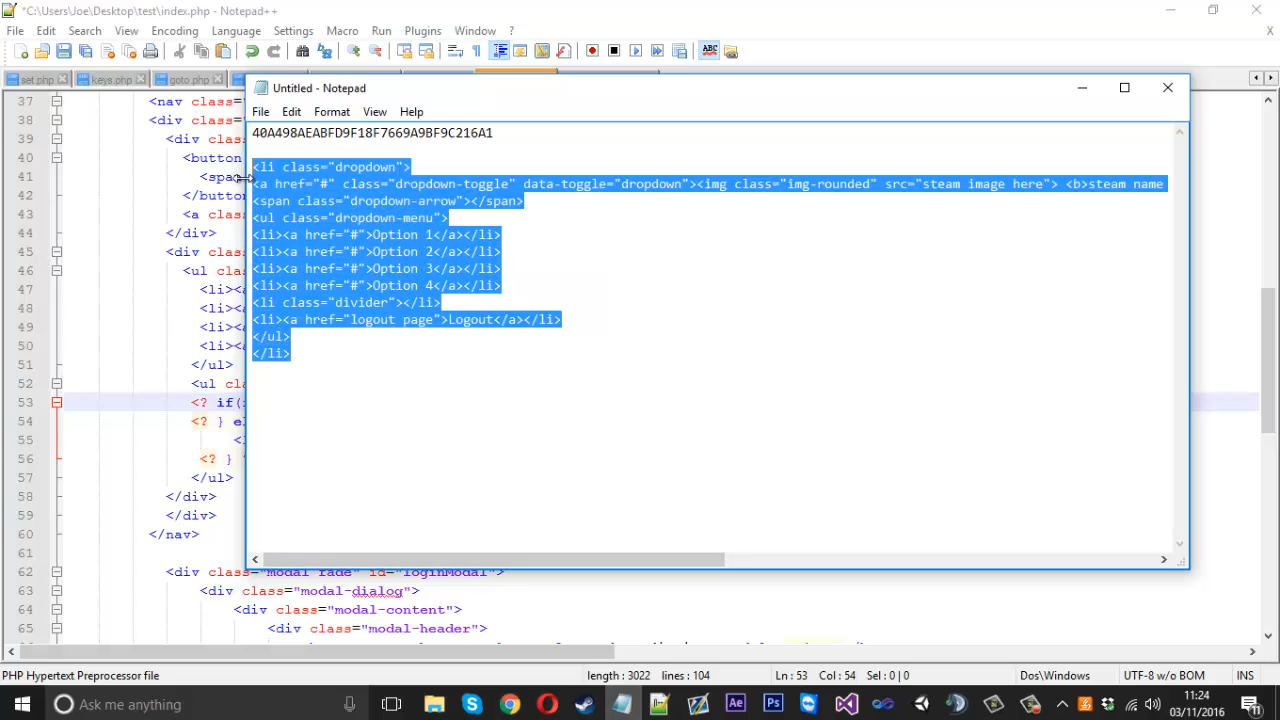 *C:\Users\Joe\Desktop\test\index.php - Notepad++
File Edit Search View Encoding Language Settings Macro Run Plugins Window ? X
set.php keys.php goto.php
Untitled - Notepad
File Edit Format View Help
40A498AEABFD9F18F7669A9BF9C216A1
<li class="dropdown">
<a href="#" class="dropdown-toggle" data-toggle="dropdown"><img class="img-rounded" src="steam image here"> <b>steam name
<span class="dropdown-arrow"></span>
<ul class="dropdown-menu">
<li><a href="#">Option 1</a></li>
<li><a href="#">Option 2</a></li>
<li><a href="#">Option 3</a></li>
<li><a href="#">Option 4</a></li>
<li class="divider"></li>
<li><a href="logout page">Logout</a></li>
</ul>
</li>
37 <nav class=
38 <div class=
39 <div clas
40 <button
41 <spa
42 </button
43 <a clas
44 </div>
45 <div clas
46 <ul cla
47 <li><a
48 <li><a
49 <li><a
50 <li><a
51 </ul>
52 <ul cla
53 <? if(
54 <? } el
55 <l
56 <? }
57 </ul>
58 </div>
59 </div>
60 </nav>
61
62 <div class="modal fade" id="loginModal">
63 <div class="modal-dialog">
64 <div class="modal-content">
65 <div class="modal-header">
PHP Hypertext Preprocessor file length : 3022 lines : 104 Ln : 53 Col : 54 Sel : 0 | 0 Dos\Windows UTF-8 w/o BOM INS
Ask me anything
Ae Ps
11:24
03/11/2016
11